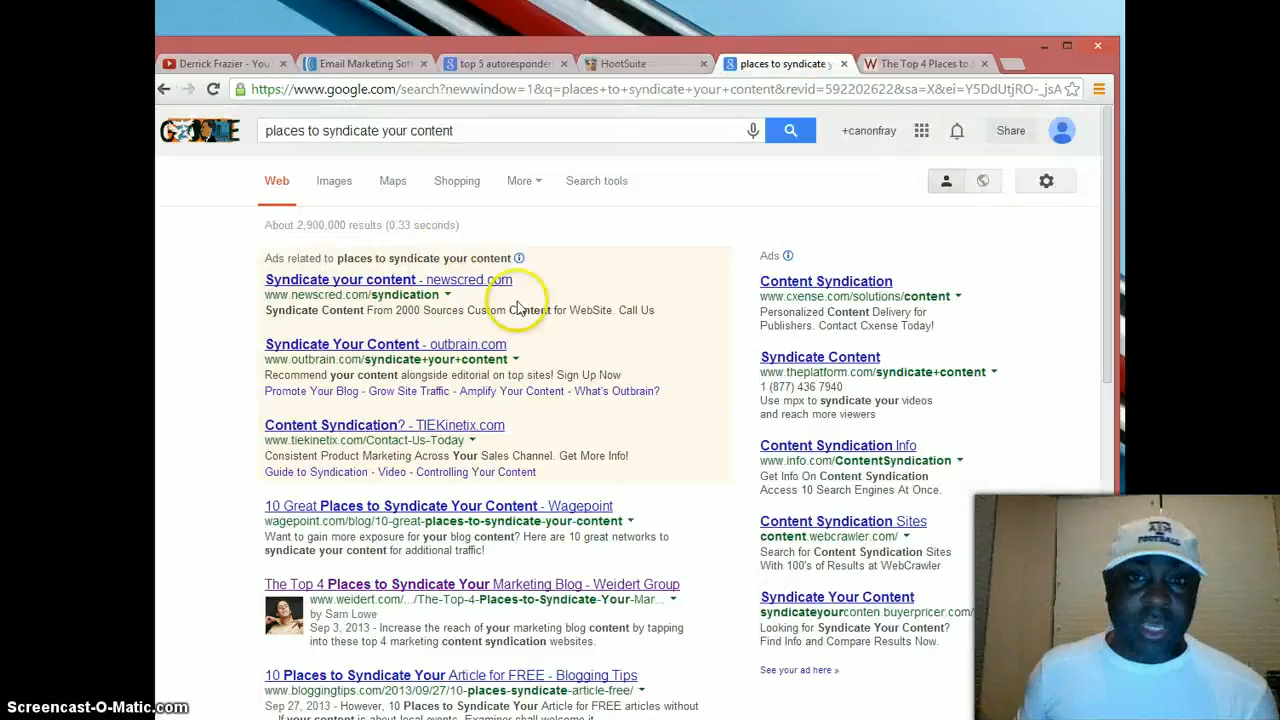 Derrick Frazier - You
Email Marketing Soft
top 5 autoresponder
HootSuite
places to syndicate y
The Top 4 Places to S
https://www.google.com/search?newwindow=1&q=places+to+syndicate+your+content&revid=592202622&sa=X&ei=Y5DdUtjRO-_jsA
places to syndicate your content
+canonfray
Share
Web
Images
Maps
Shopping
More
Search tools
About 2,900,000 results (0.33 seconds)
Ads related to places to syndicate your content
Syndicate your content - newscred.com
www.newscred.com/syndication
Syndicate Content From 2000 Sources Custom Content for WebSite. Call Us
Syndicate Your Content - outbrain.com
www.outbrain.com/syndicate+your+content
Recommend your content alongside editorial on top sites! Sign Up Now
Promote Your Blog - Grow Site Traffic - Amplify Your Content - What's Outbrain?
Content Syndication? - TIEKinetix.com
www.tiekinetix.com/Contact-Us-Today
Consistent Product Marketing Across Your Sales Channel. Get More Info!
Guide to Syndication - Video - Controlling Your Content
10 Great Places to Syndicate Your Content - Wagepoint
wagepoint.com/blog/10-great-places-to-syndicate-your-content
Want to gain more exposure for your blog content? Here are 10 great networks to
syndicate your content for additional traffic!
The Top 4 Places to Syndicate Your Marketing Blog - Weidert Group
www.weidert.com/.../The-Top-4-Places-to-Syndicate-Your-Mar...
by Sam Lowe
Sep 3, 2013 - Increase the reach of your marketing blog content by tapping
into these top 4 marketing content syndication websites.
10 Places to Syndicate Your Article for FREE - Blogging Tips
www.bloggingtips.com/2013/09/27/10-places-syndicate-article-free/
Sep 27, 2013 - However, 10 Places to Syndicate Your FREE articles without
If your content is about local events, Examiner shall welcome it
Ads
Content Syndication
www.cxense.com/solutions/content
Personalized Content Delivery for
Publishers. Contact Cxense Today!
Syndicate Content
www.theplatform.com/syndicate+content
1 (877) 436 7940
Use mpx to syndicate your videos
and reach more viewers
Content Syndication Info
www.info.com/ContentSyndication
Get Info On Content Syndication
Access 10 Search Engines At Once.
Content Syndication Sites
content.webcrawler.com/
Search for Content Syndication Sites
With 100's of Results at WebCrawler
Syndicate Your Content
syndicateyourconten.buyerpricer.com/
Looking for Syndicate Your Content?
Find Info and Compare Results Now.
See your ad here »
ATM
FOOTBALL
Screencast-O-Matic.com